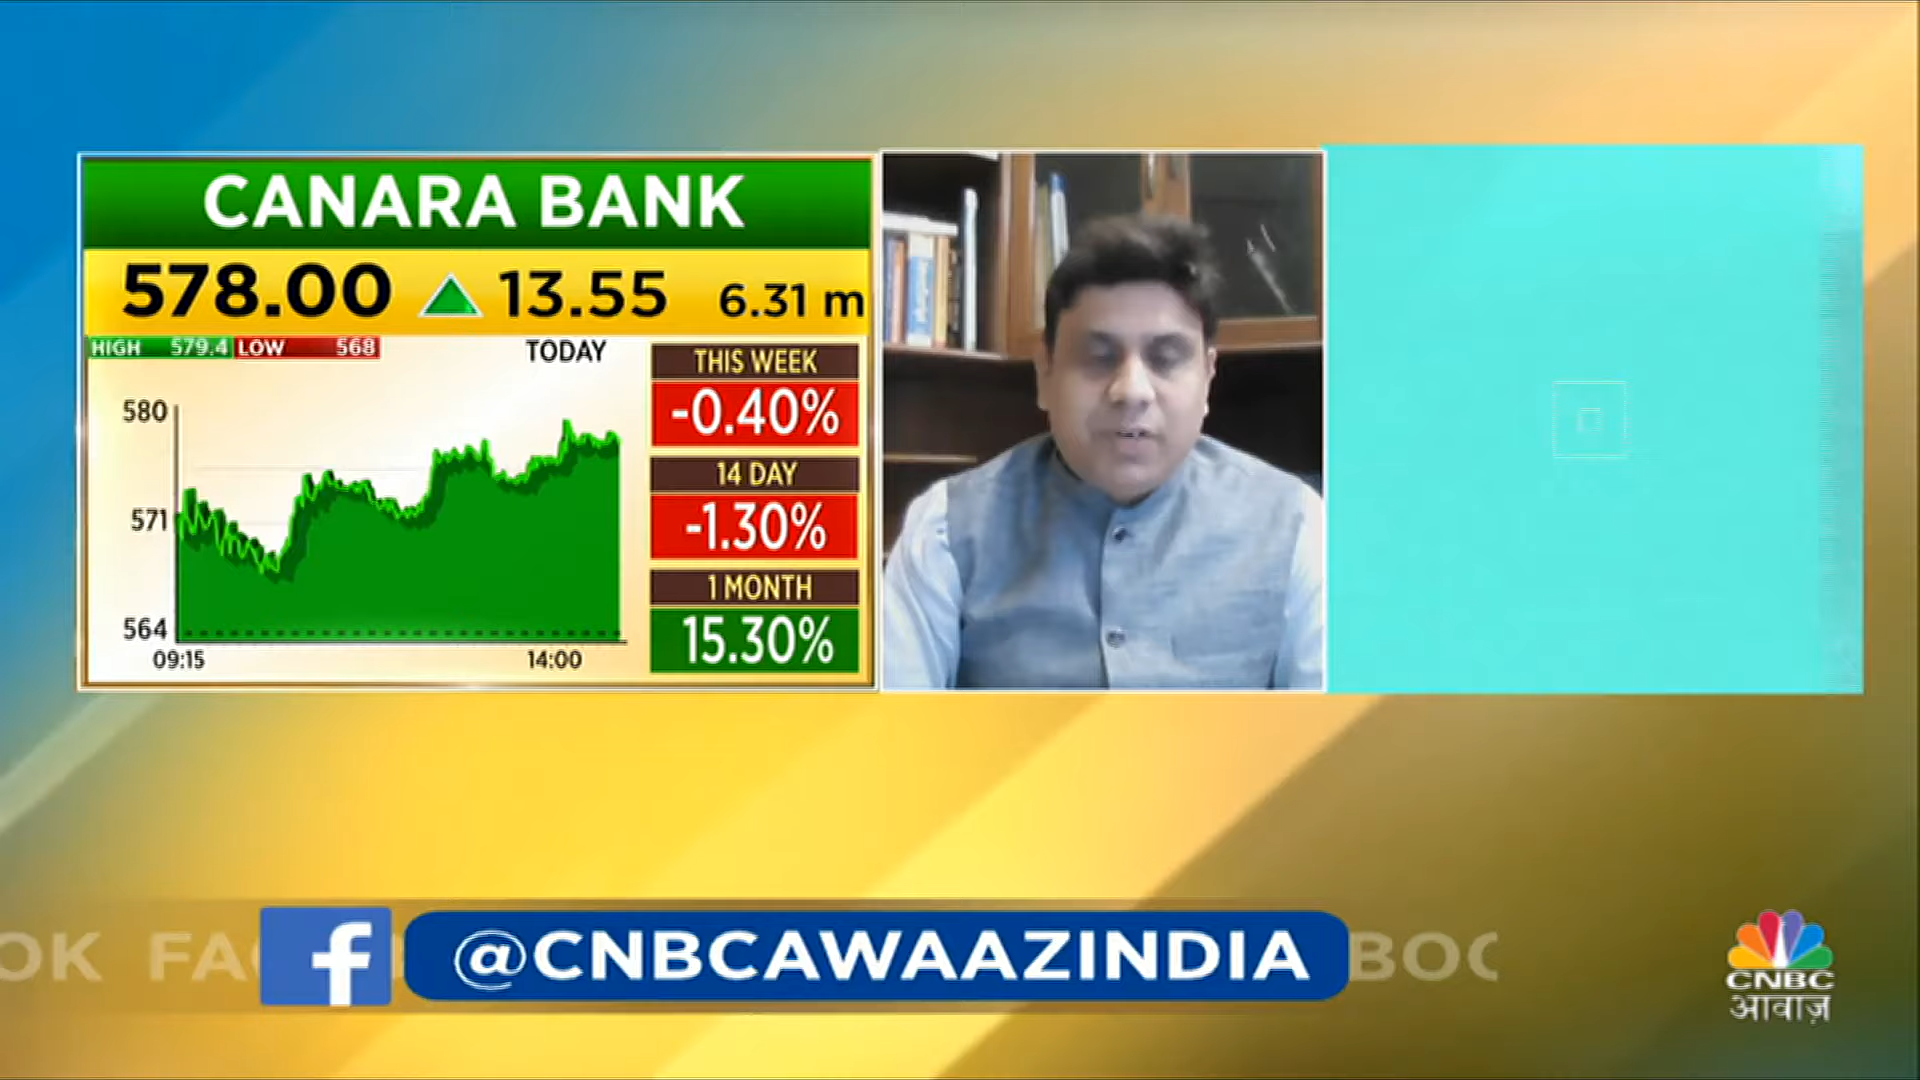 CANARA BANK
578.00 13.55 6.31 m
HIGH 579.4 LOW 568
TODAY
580
571
564
09:15 14:00
THIS WEEK
-0.40%
14 DAY
-1.30%
1 MONTH
15.30%
OK FAC @CNBCAWAAZINDIA BOO
CNBC
आवाज़